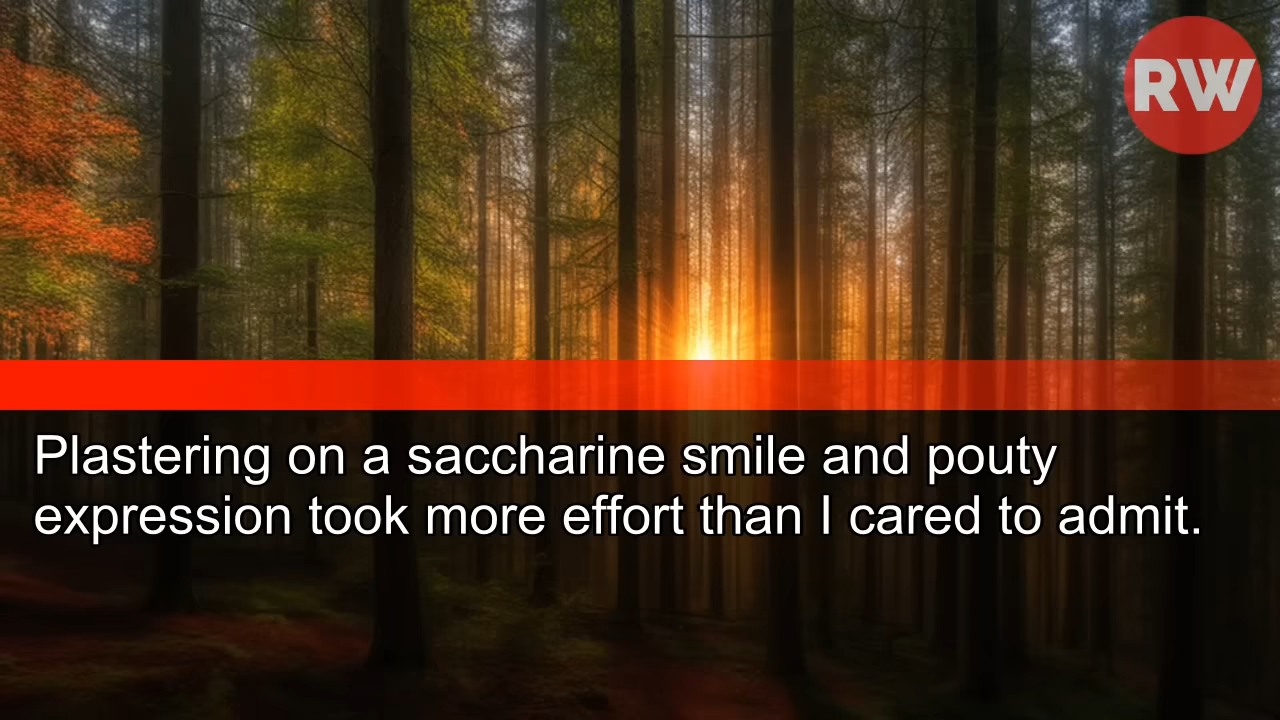 RW
Plastering on a saccharine smile and pouty
expression took more effort than I cared to admit.